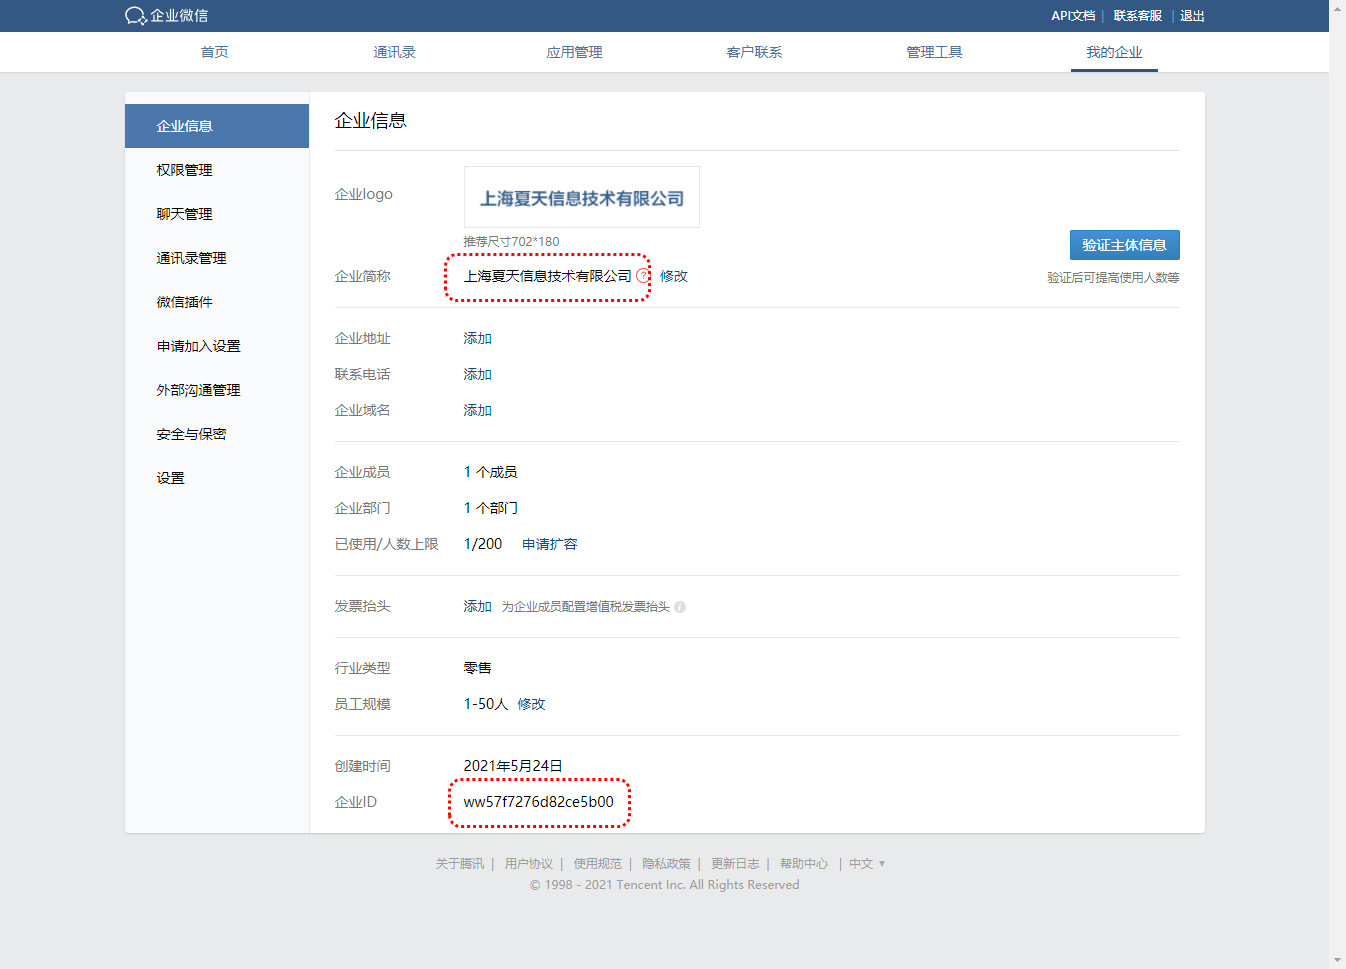 企业微信
API文档 | 联系客服 | 退出
首页 通讯录 应用管理 客户联系 管理工具 我的企业
企业信息
权限管理
聊天管理
通讯录管理
微信插件
申请加入设置
外部沟通管理
安全与保密
设置
企业信息
企业logo
上海夏天信息技术有限公司
推荐尺寸702*180
企业简称 上海夏天信息技术有限公司 ? 修改
验证主体信息
验证后可提高使用人数等
企业地址 添加
联系电话 添加
企业域名 添加
企业成员 1 个成员
企业部门 1 个部门
已使用/人数上限 1/200 申请扩容
发票抬头 添加 为企业成员配置增值税发票抬头 i
行业类型 零售
员工规模 1-50人 修改
创建时间 2021年5月24日
企业ID ww57f7276d82ce5b00
关于腾讯 | 用户协议 | 使用规范 | 隐私政策 | 更新日志 | 帮助中心 | 中文 ▼
© 1998 - 2021 Tencent Inc. All Rights Reserved